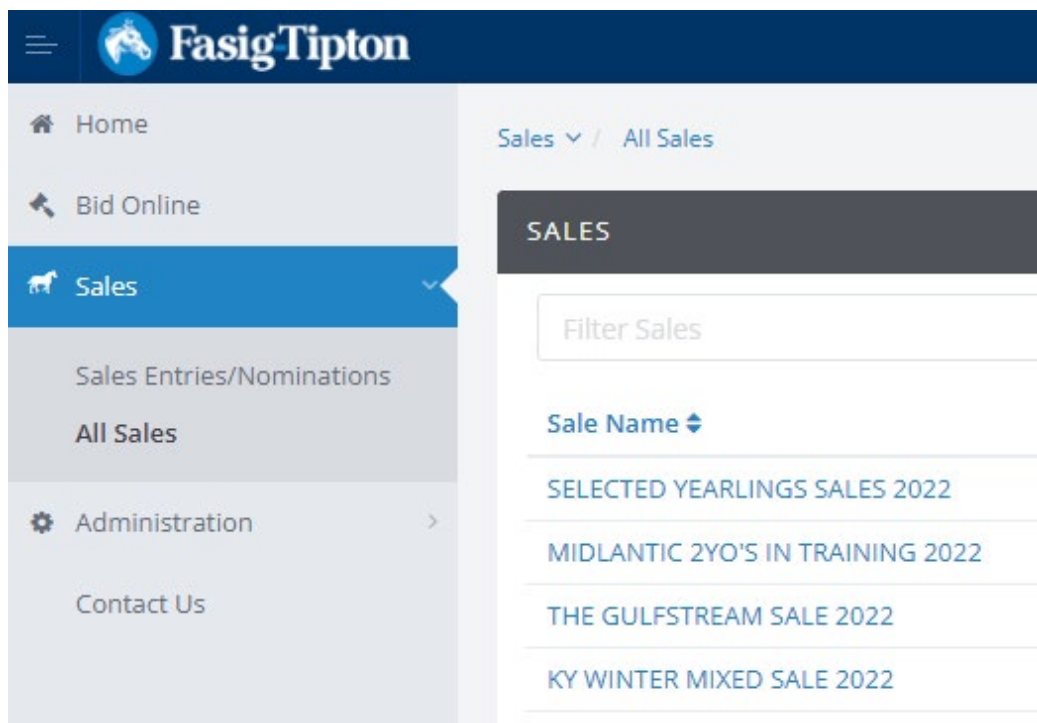 Fasig-Tipton
Home
Bid Online
Sales
Sales Entries/Nominations
All Sales
Administration
Contact Us
Sales / All Sales
SALES
Filter Sales
Sale Name
SELECTED YEARLINGS SALES 2022
MIDLANTIC 2YO'S IN TRAINING 2022
THE GULFSTREAM SALE 2022
KY WINTER MIXED SALE 2022